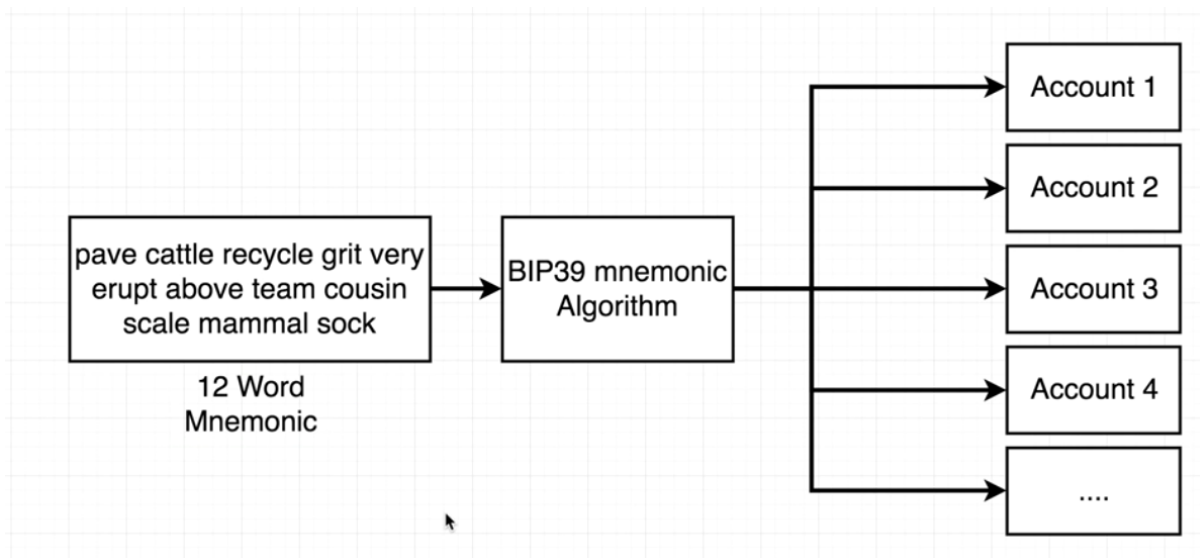 pave cattle recycle grit very
erupt above team cousin
scale mammal sock
12 Word
Mnemonic
BIP39 mnemonic
Algorithm
Account 1
Account 2
Account 3
Account 4
....